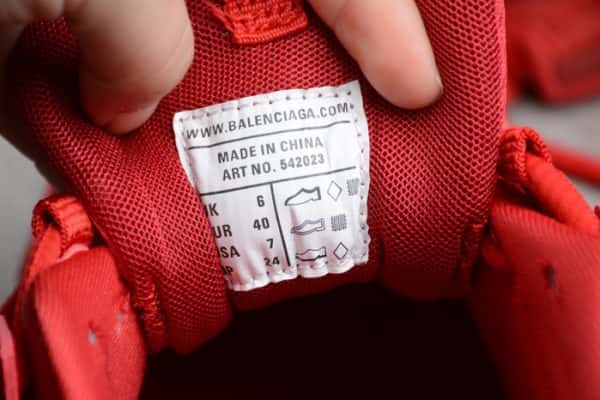 WWW.BALENCIAGA.COM
MADE IN CHINA
ART NO. 542023
K 6
UR 40
SA 7
P 24